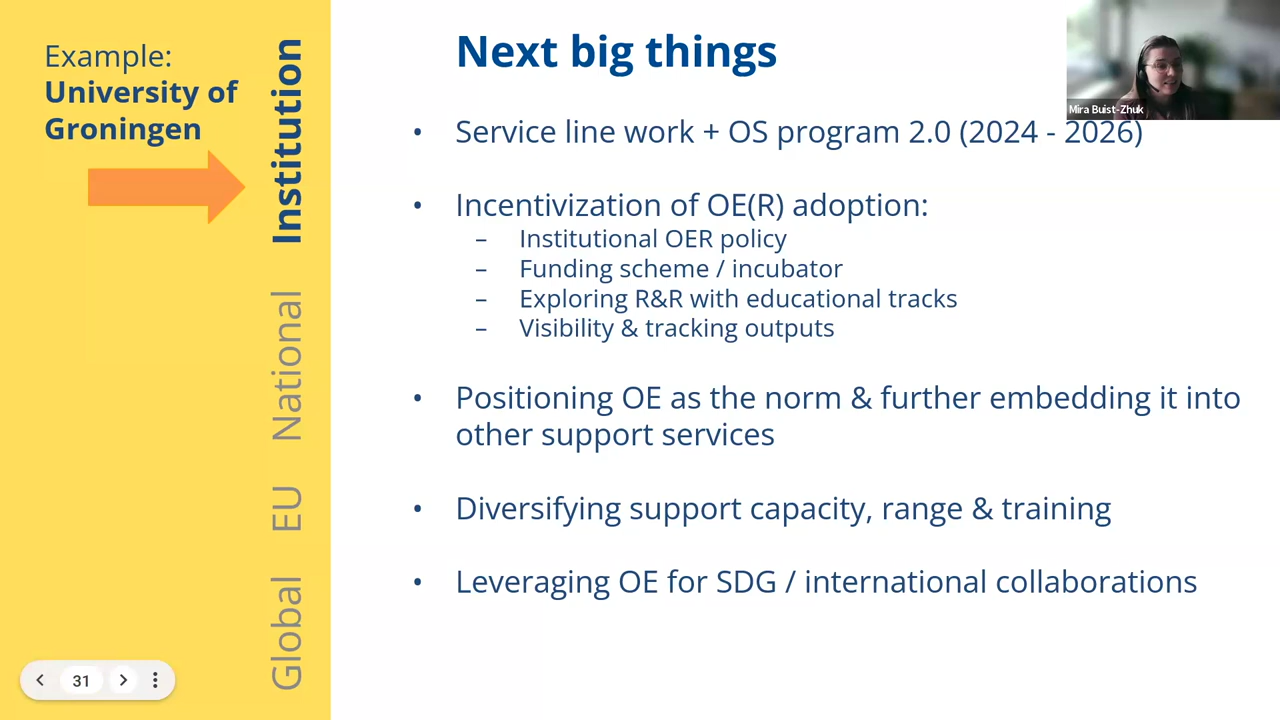 Example:
University of
Groningen
Institution
National
EU
Global
Next big things
Mira Buist-Zhuk
• Service line work + OS program 2.0 (2024 - 2026)
• Incentivization of OE(R) adoption:
– Institutional OER policy
– Funding scheme / incubator
– Exploring R&R with educational tracks
– Visibility & tracking outputs
• Positioning OE as the norm & further embedding it into
other support services
• Diversifying support capacity, range & training
• Leveraging OE for SDG / international collaborations
31